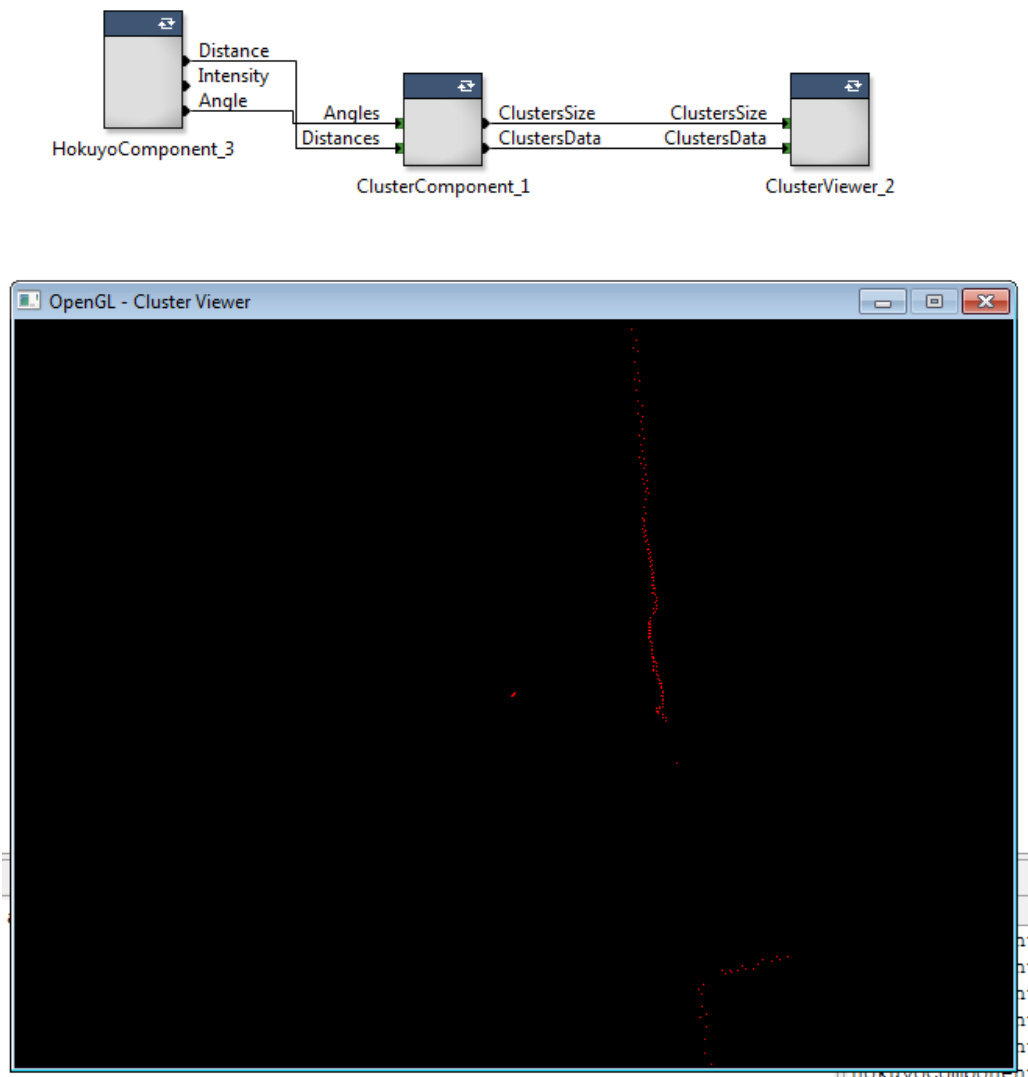 Distance
Intensity
Angle
HokuyoComponent_3
Angles
Distances
ClustersSize
ClustersData
ClusterComponent_1
ClustersSize
ClustersData
ClusterViewer_2
OpenGL - Cluster Viewer